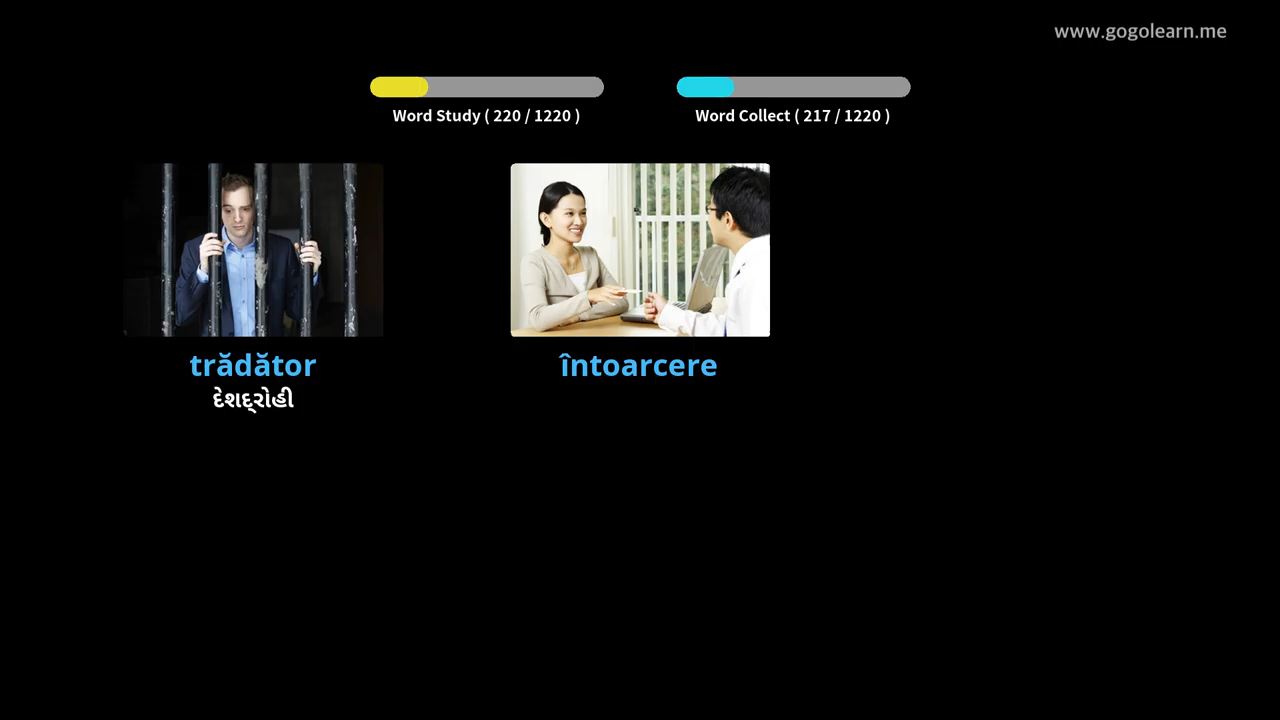 www.gogolearn.me
Word Study ( 220 / 1220 )
Word Collect ( 217 / 1220 )
trădător
દેશદ્રોહી
întoarcere